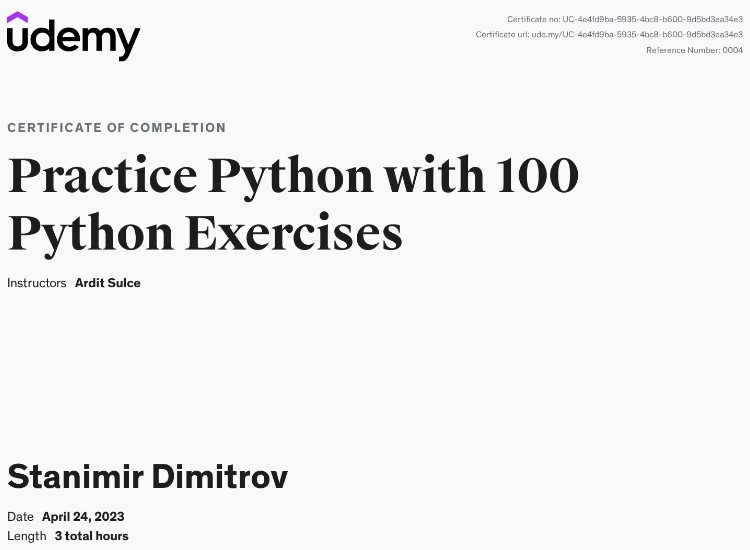 udemy
Certificate no: UC-4e4fd9ba-5935-4bc8-b600-9d5bd3ea34e3
Certificate url: ude.my/UC-4e4fd9ba-5935-4bc8-b600-9d5bd3ea34e3
Reference Number: 0004
CERTIFICATE OF COMPLETION
Practice Python with 100
Python Exercises
Instructors Ardit Sulce
Stanimir Dimitrov
Date April 24, 2023
Length 3 total hours